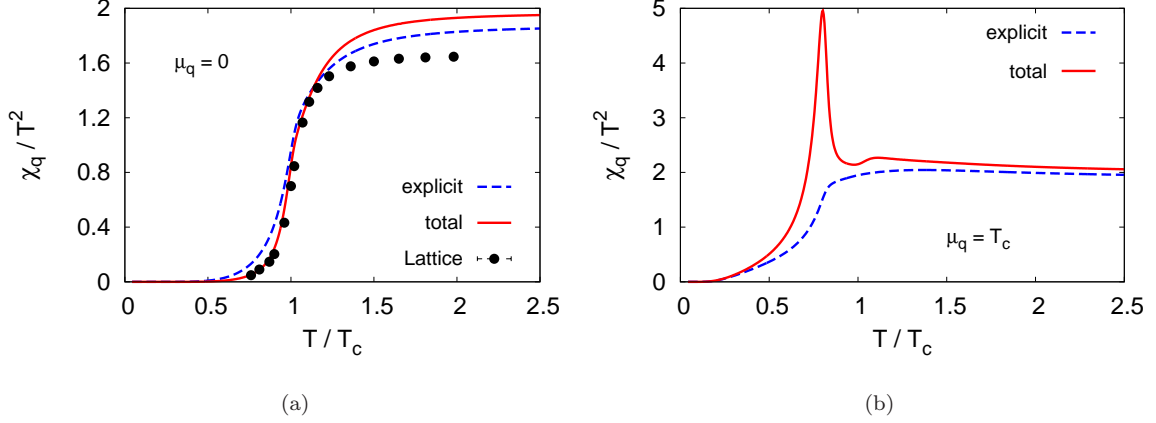 2
1.6
1.2
0.8
0.4
0
χq / T²
μq = 0
explicit
total
Lattice
0 0.5 1 1.5 2 2.5
T / Tc
(a)
5
4
3
2
1
0
χq / T²
explicit
total
μq = Tc
0 0.5 1 1.5 2 2.5
T / Tc
(b)